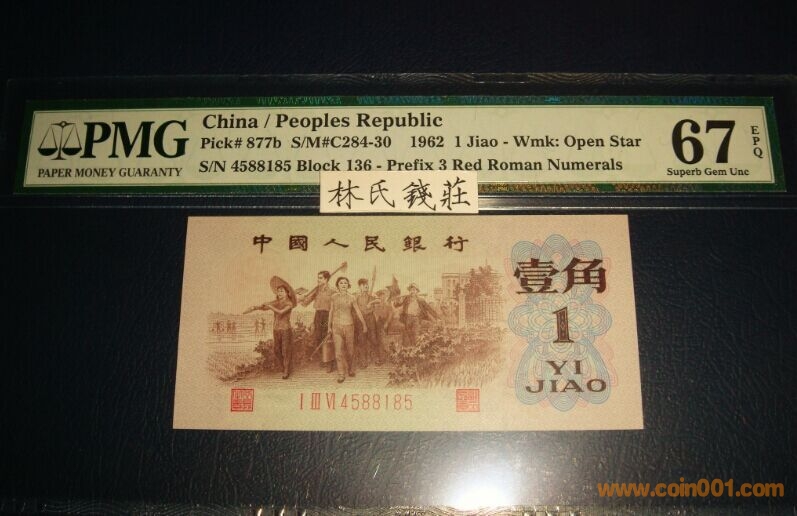 PMG
PAPER MONEY GUARANTY
China / Peoples Republic
Pick# 877b S/M#C284-30 1962 1 Jiao - Wmk: Open Star
S/N 4588185 Block 136 - Prefix 3 Red Roman Numerals
67 EPQ
Superb Gem Unc
林氏錢莊
中國人民銀行
壹角
1
YI
JIAO
I III VI 4588185
www.coin001.com